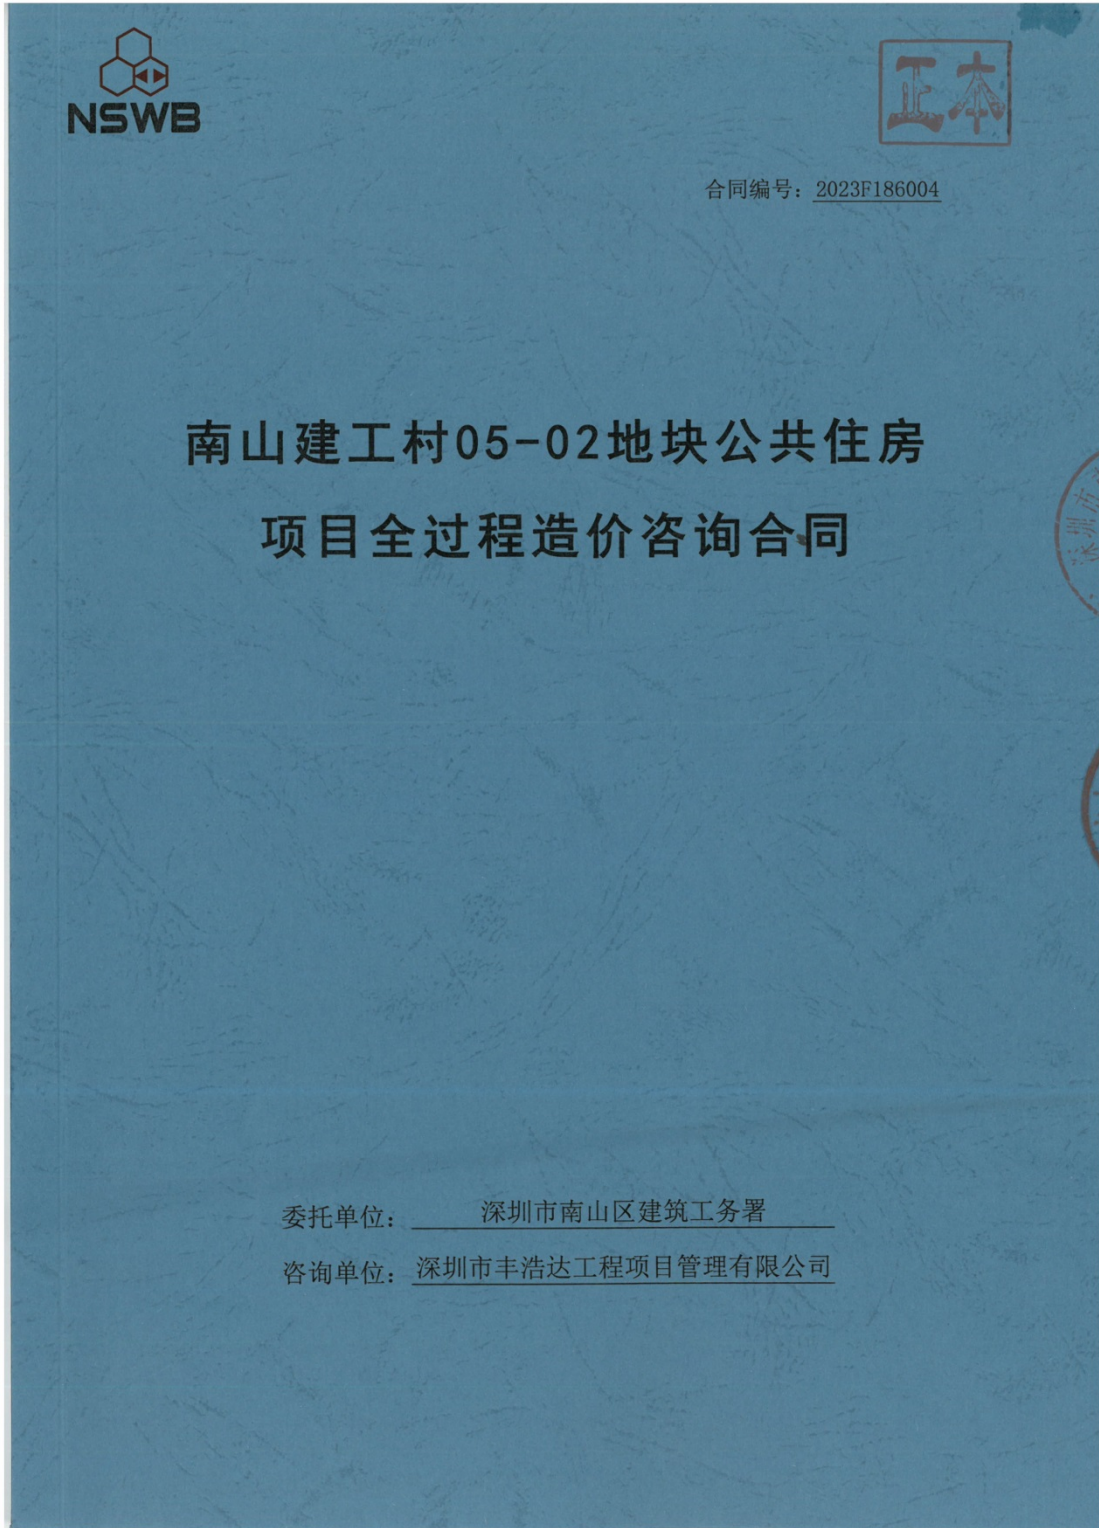 NSWB
正本
合同编号：2023F186004
南山建工村05-02地块公共住房
项目全过程造价咨询合同
深圳市
委托单位：深圳市南山区建筑工务署
咨询单位：深圳市丰浩达工程项目管理有限公司